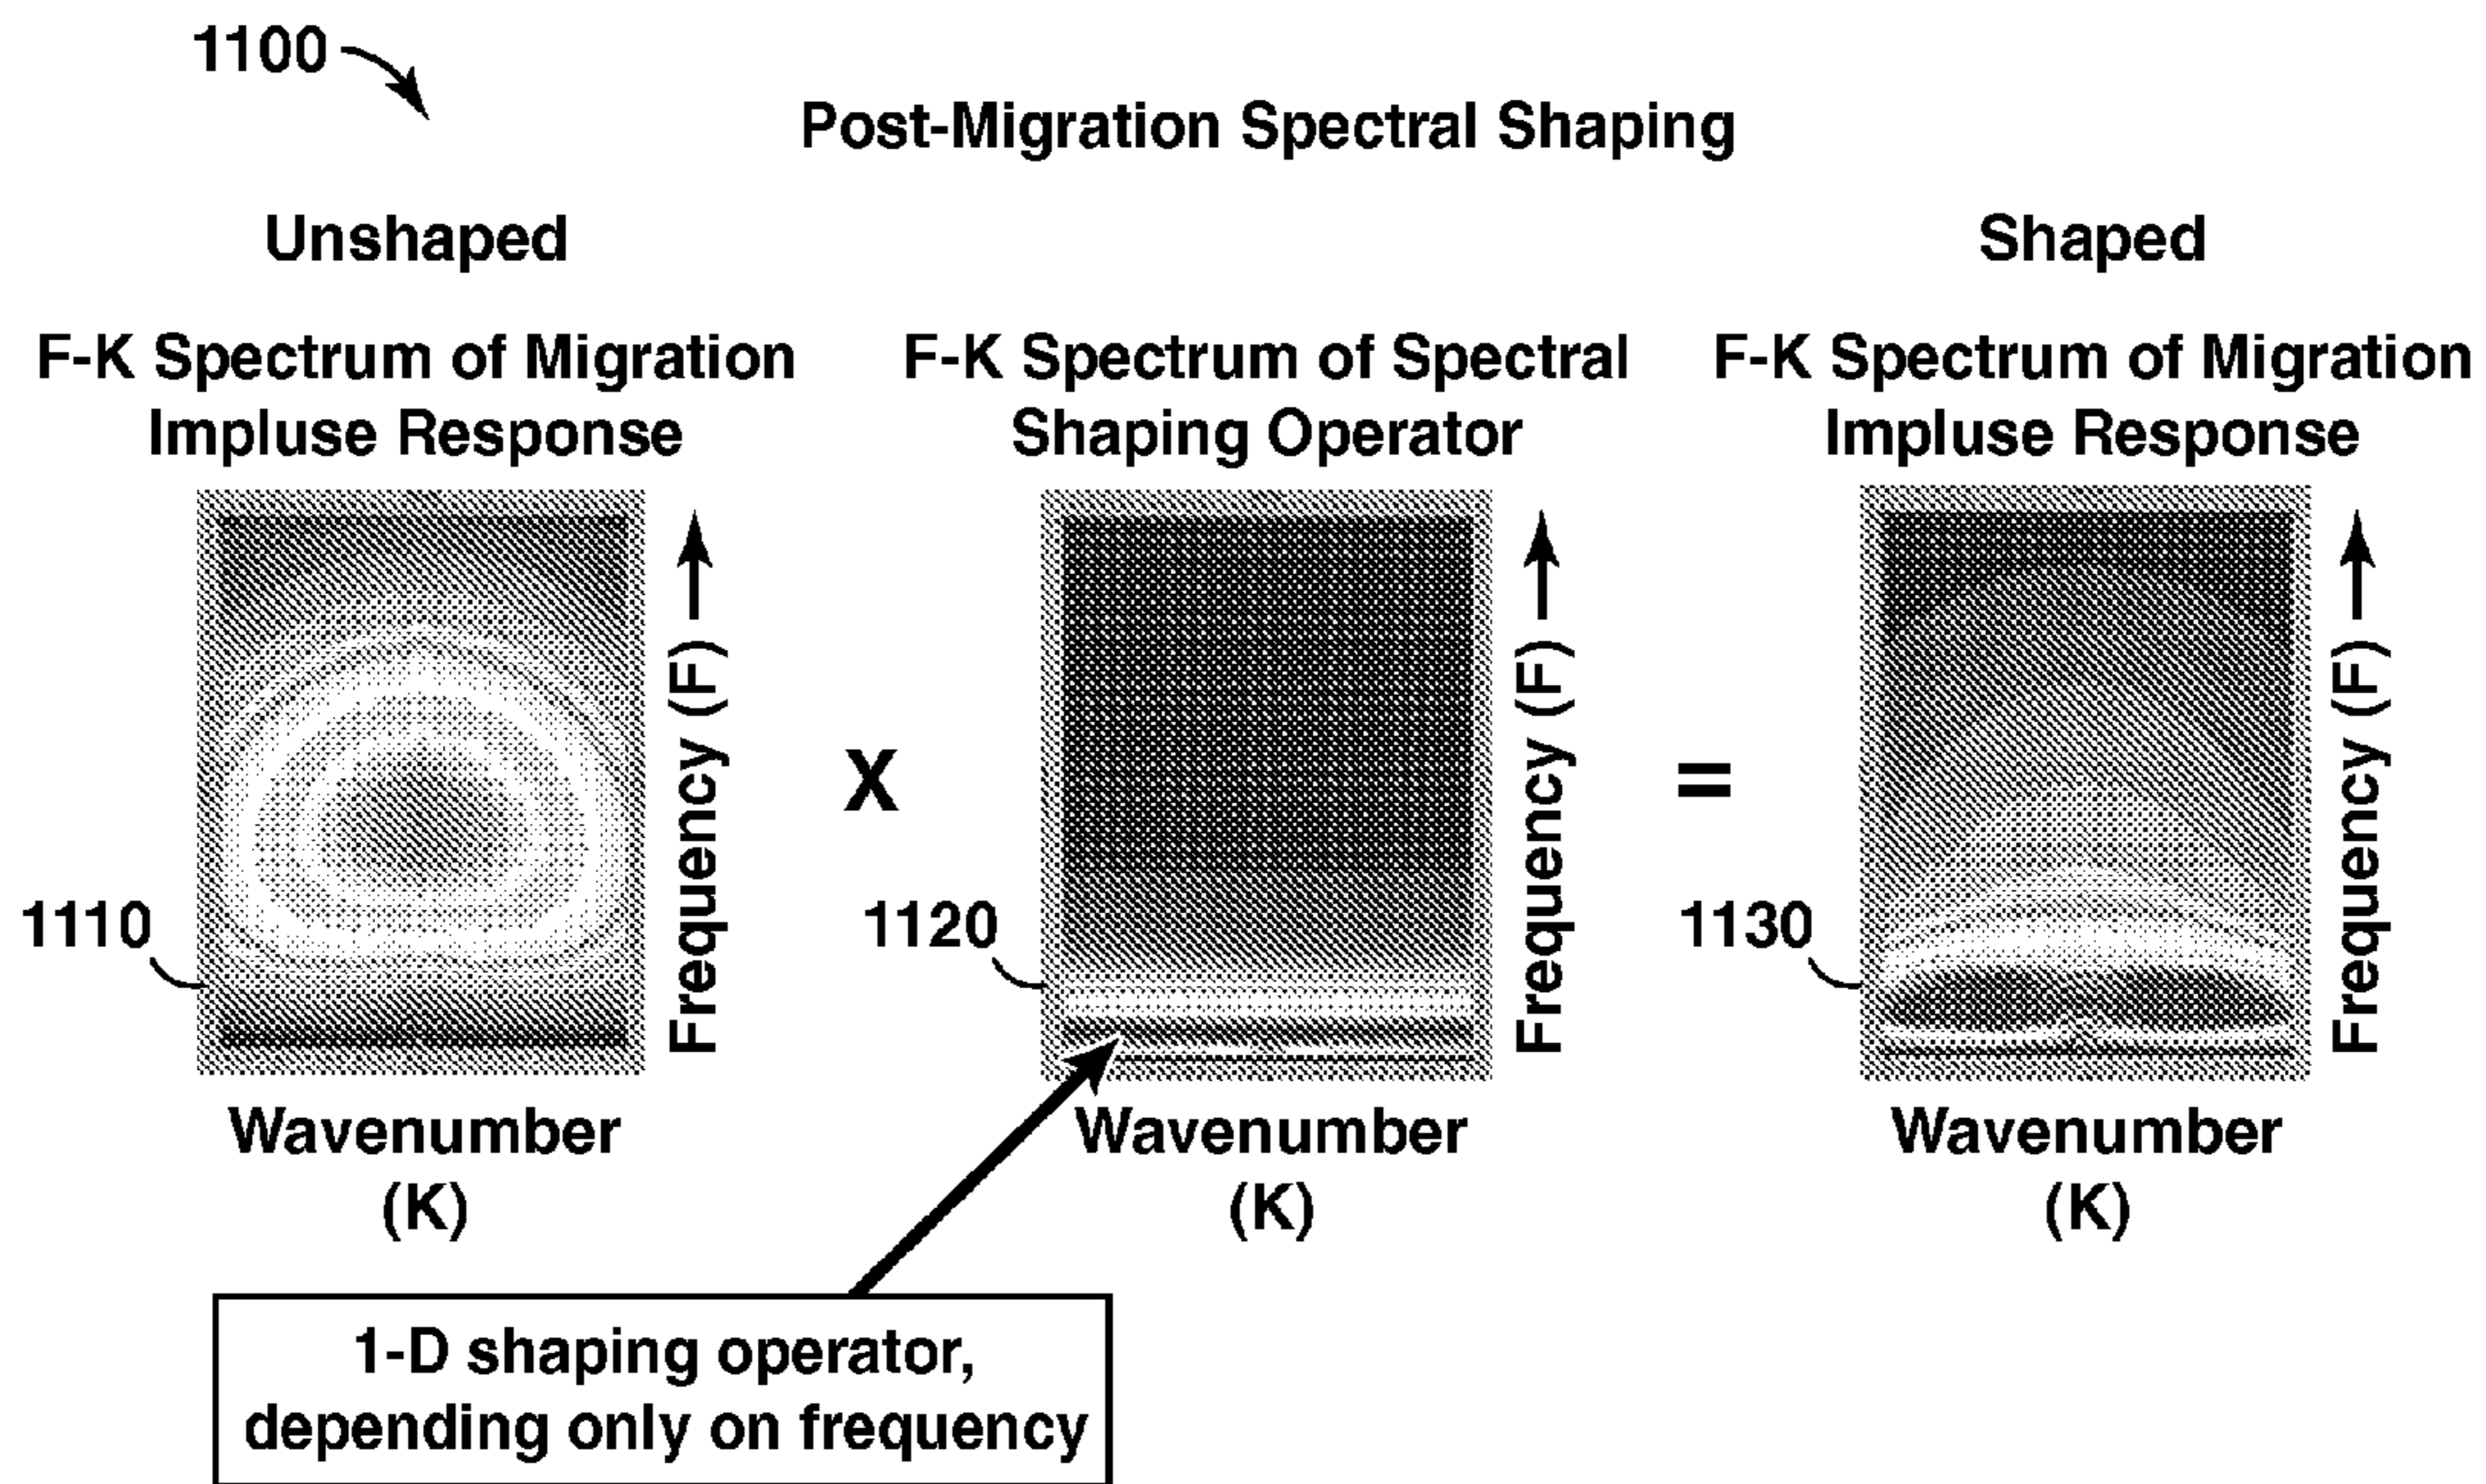 1100
Post-Migration Spectral Shaping
Unshaped
Shaped
F-K Spectrum of Migration
Impluse Response
F-K Spectrum of Spectral
Shaping Operator
F-K Spectrum of Migration
Impluse Response
Frequency (F)
X
Frequency (F)
=
Frequency (F)
1110
1120
1130
Wavenumber
(K)
Wavenumber
(K)
Wavenumber
(K)
1-D shaping operator,
depending only on frequency